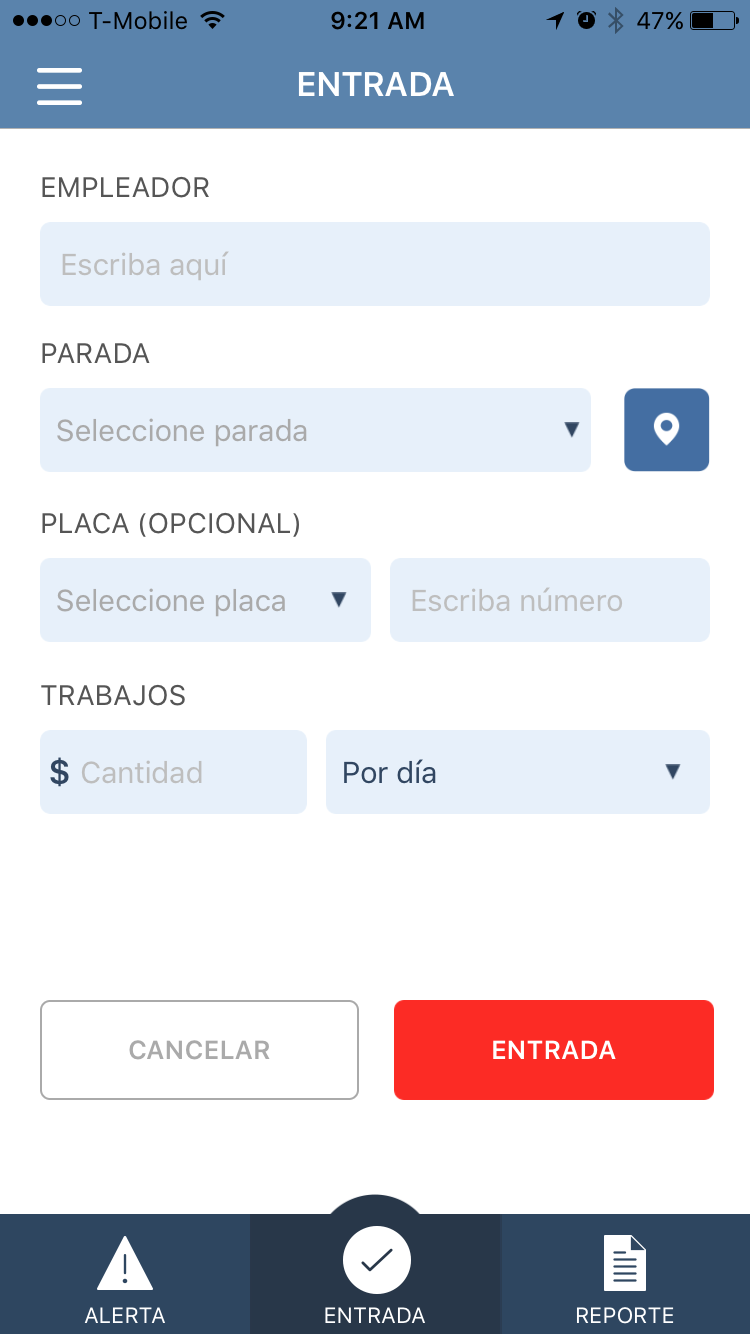 T-Mobile 9:21 AM 47%
ENTRADA
EMPLEADOR
Escriba aquí
PARADA
Seleccione parada
PLACA (OPCIONAL)
Seleccione placa Escriba número
TRABAJOS
$ Cantidad Por día
CANCELAR ENTRADA
ALERTA ENTRADA REPORTE